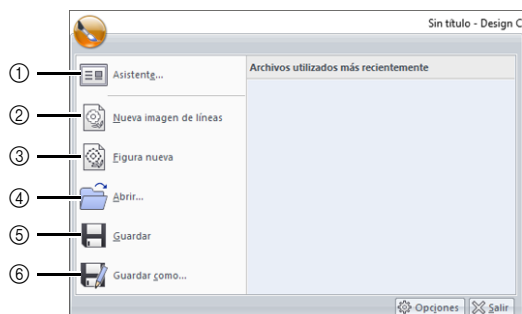 Sin título - Design C
Archivos utilizados más recientemente
① Asistente...
② Nueva imagen de líneas
③ Figura nueva
④ Abrir...
⑤ Guardar
⑥ Guardar como...
Opciones Salir